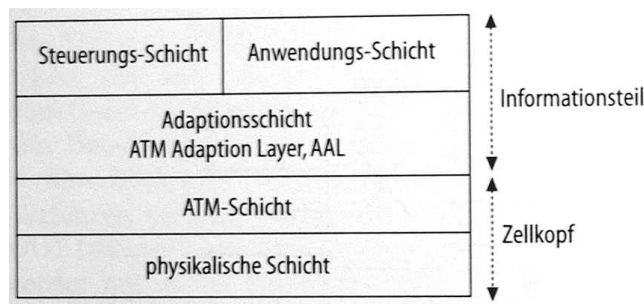 Steuerungs-Schicht
Anwendungs-Schicht
Informationsteil
Adaptionsschicht
ATM Adaption Layer, AAL
ATM-Schicht
Zellkopf
physikalische Schicht